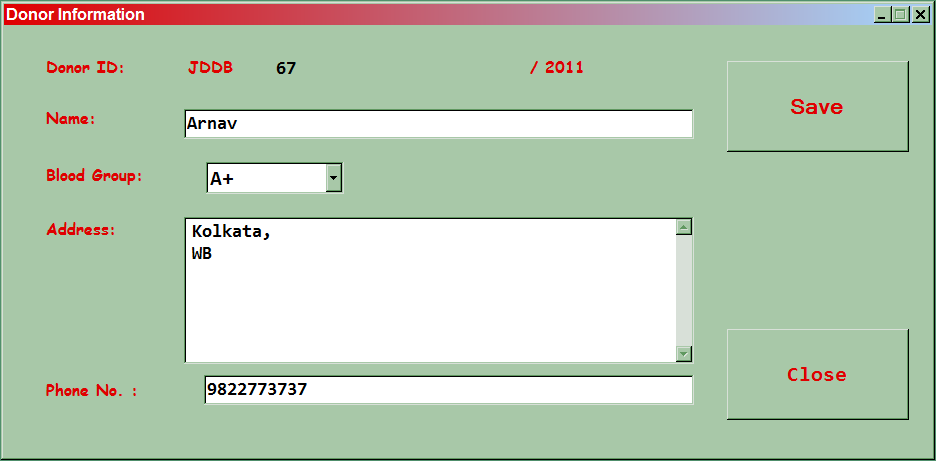 Donor Information
Donor ID: JDDB 67 / 2011
Save
Name: Arnav
Blood Group: A+
Address: Kolkata,
WB
Phone No. : 9822773737
Close